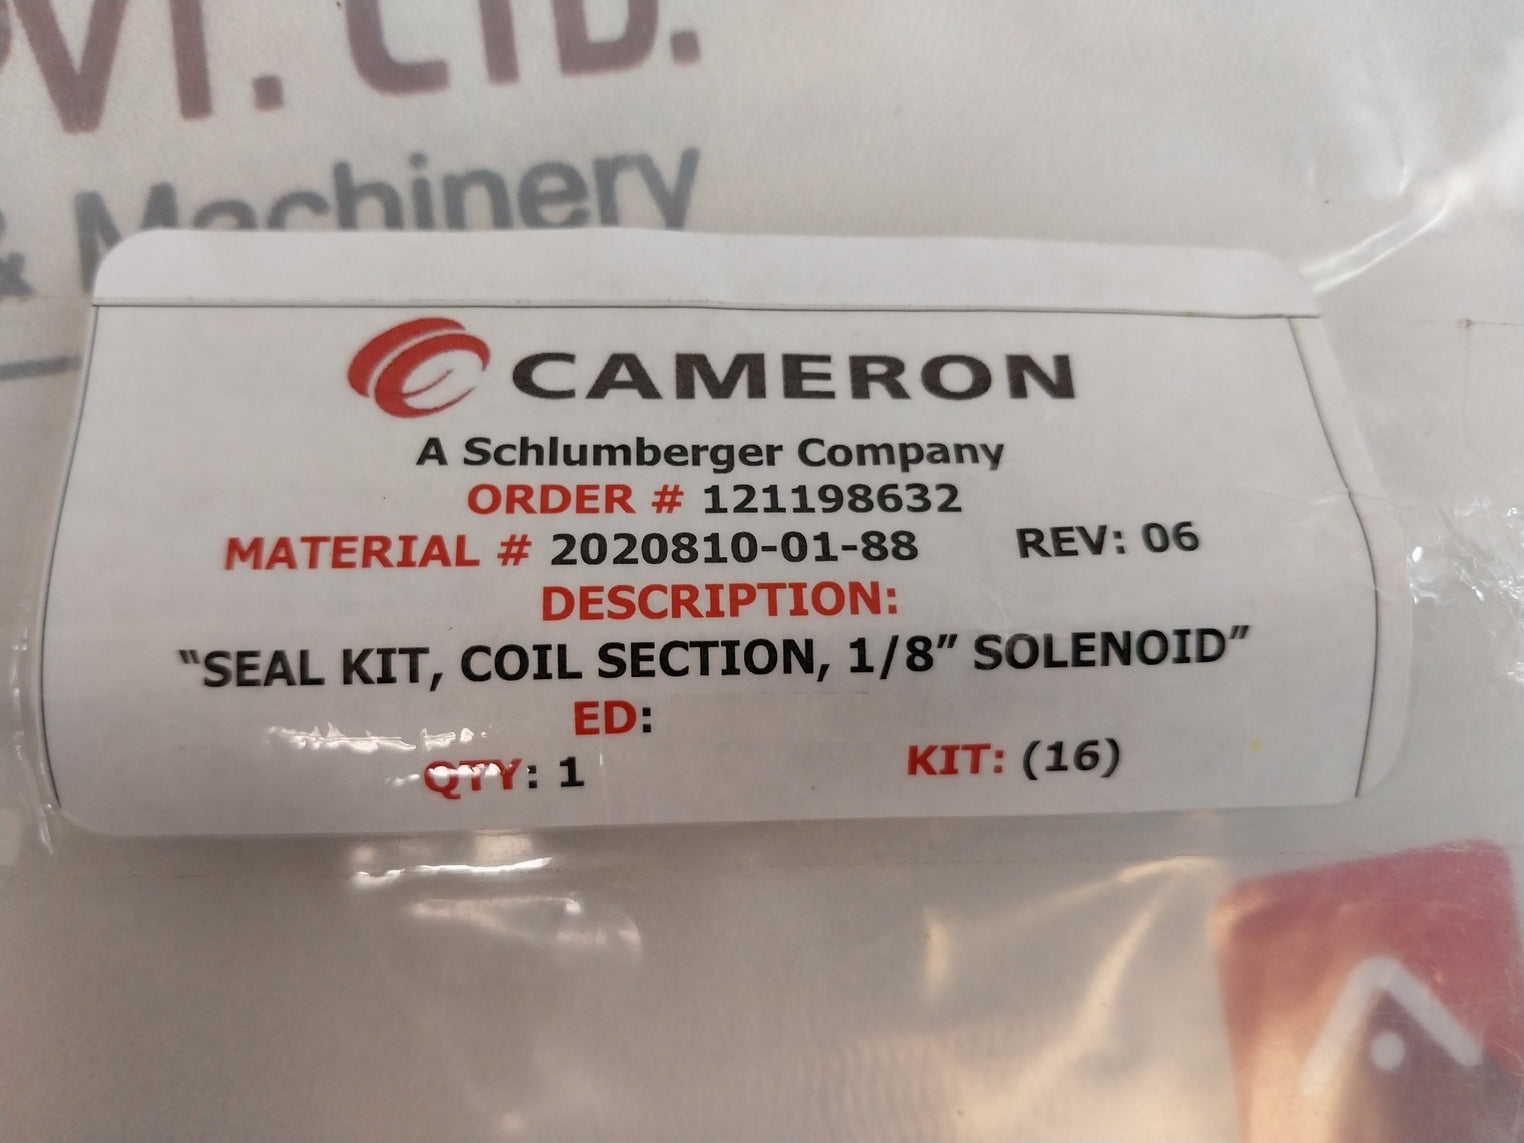 VT. LTD.
& Machinery
CAMERON
A Schlumberger Company
ORDER # 121198632
MATERIAL # 2020810-01-88 REV: 06
DESCRIPTION:
“SEAL KIT, COIL SECTION, 1/8” SOLENOID”
ED:
QTY: 1 KIT: (16)